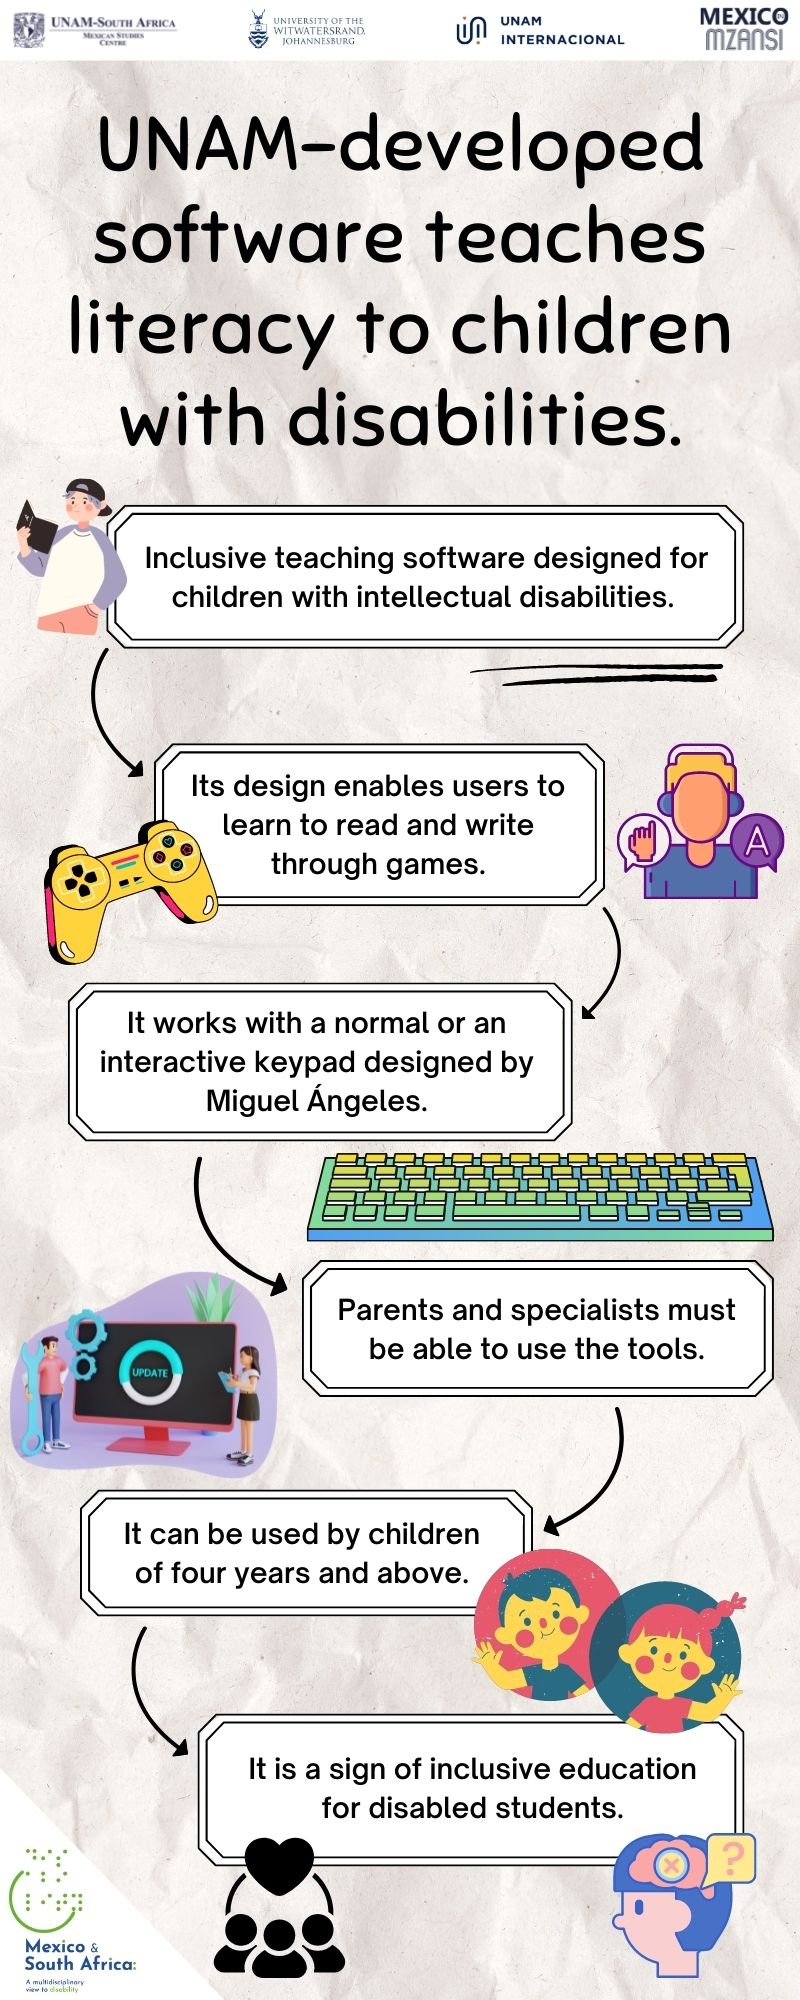 UNAM-SOUTH AFRICA
MEXICAN STUDIES
CENTRE
UNIVERSITY OF THE
WITWATERSRAND,
JOHANNESBURG
UNAM
INTERNACIONAL
MEXICO
IN
MZANSI
UNAM-developed
software teaches
literacy to children
with disabilities.
Inclusive teaching software designed for
children with intellectual disabilities.
Its design enables users to
learn to read and write
through games.
A
It works with a normal or an
interactive keypad designed by
Miguel Ángeles.
Parents and specialists must
be able to use the tools.
UPDATE
It can be used by children
of four years and above.
It is a sign of inclusive education
for disabled students.
?
Mexico &
South Africa:
A multidisciplinary
view to disability